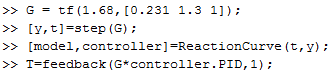 >> G = tf(1.68,[0.231 1.3 1]);
>> [y,t]=step(G);
>> [model,controller]=ReactionCurve(t,y);
>> T=feedback(G*controller.PID,1);